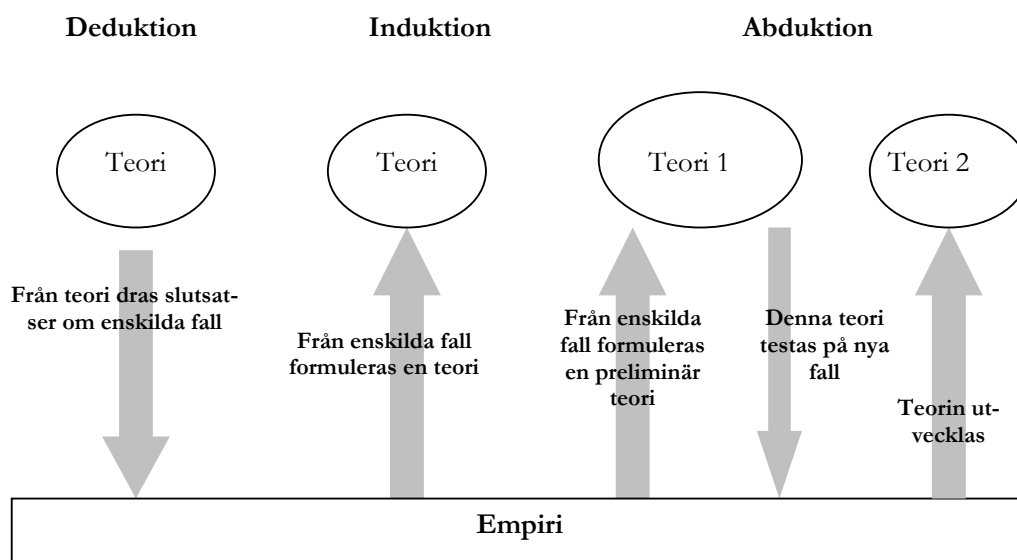 Deduktion
Induktion
Abduktion
Teori
Teori
Teori 1
Teori 2
Från teori dras slutsat-
ser om enskilda fall
Från enskilda fall
formuleras en teori
Från enskilda
fall formuleras
en preliminär
teori
Denna teori
testas på nya
fall
Teorin ut-
vecklas
Empiri